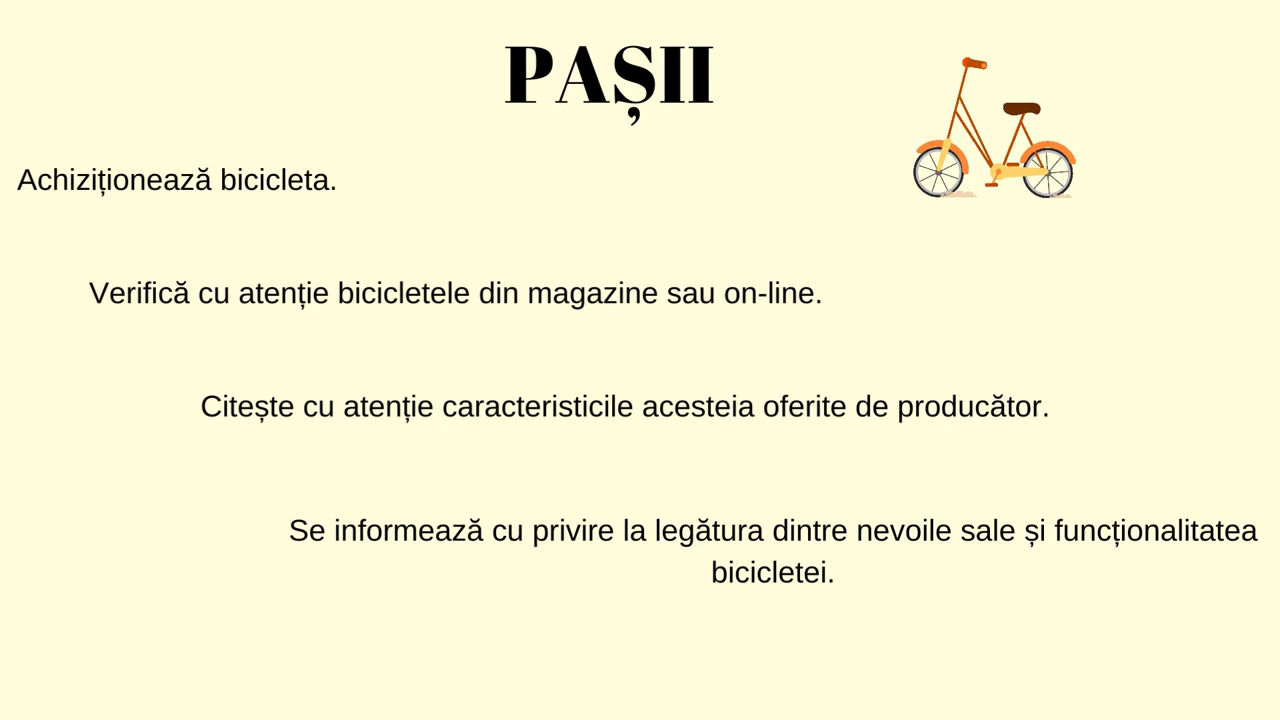 PAȘII
Achiziționează bicicleta.
Verifică cu atenție bicicletele din magazine sau on-line.
Citește cu atenție caracteristicile acesteia oferite de producător.
Se informează cu privire la legătura dintre nevoile sale și funcționalitatea
bicicletei.